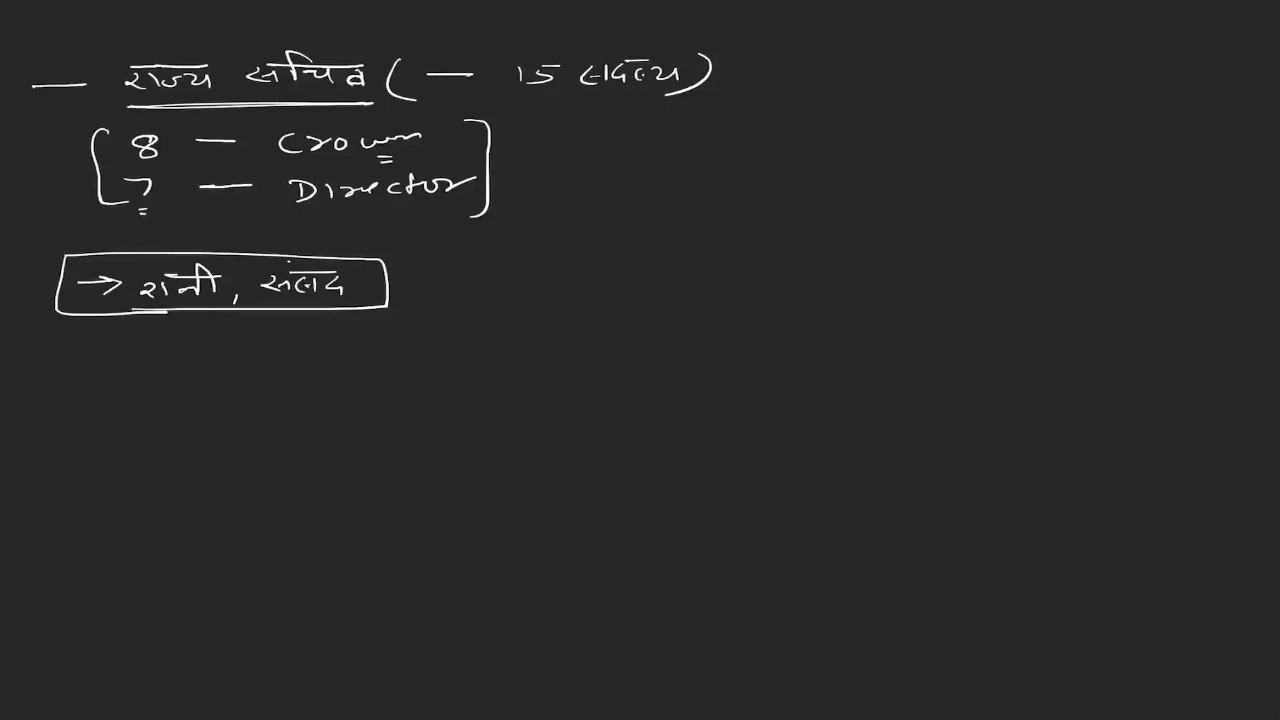 — राज्य सचिव ( — 15 सदस्य )
8 — Crown
7 — Director
→ रानी, संसद